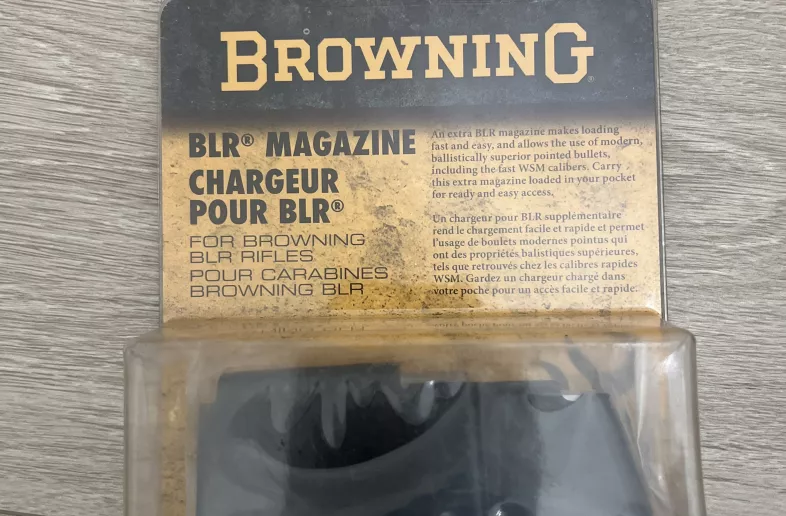 BROWNING®
BLR® MAGAZINE
CHARGEUR
POUR BLR®
FOR BROWNING
BLR RIFLES
POUR CARABINES
BROWNING BLR
An extra BLR magazine makes loading
fast and easy, and allows the use of modern,
ballistically superior pointed bullets,
including the fast WSM calibers. Carry
this extra magazine loaded in your pocket
for ready and easy access.
Un chargeur pour BLR supplémentaire
rend le chargement facile et rapide et permet
l'usage de boulets modernes pointus qui
ont des propriétés balistiques supérieures,
tels que retrouvés chez les calibres rapides
WSM. Gardez un chargeur chargé dans
votre poche pour un accès facile et rapide.